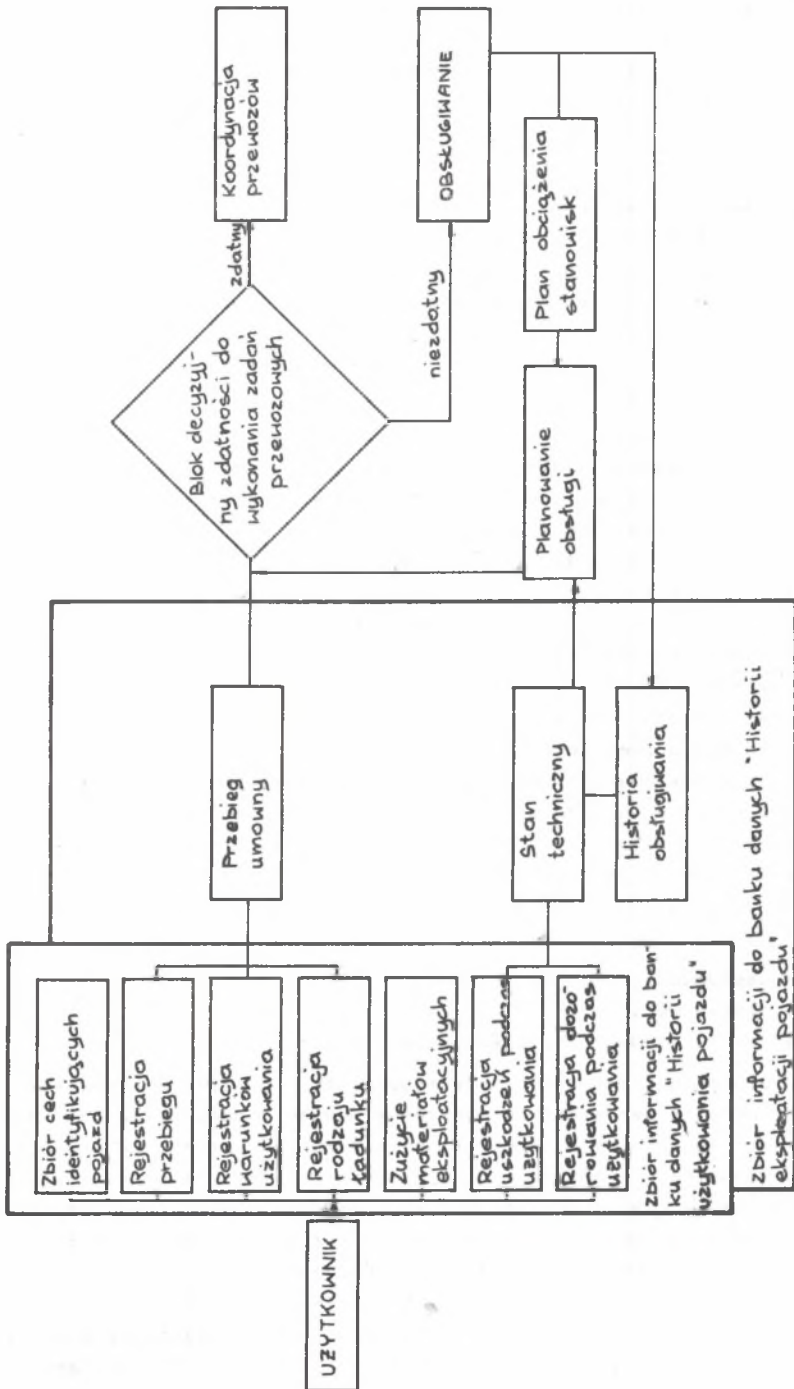 UŻYTKOWNIK
Zbiór cech
identyfikujących
pojazd
Rejestracja
przebiegu
Rejestracja
warunków
użytkowania
Rejestracja
rodzaju
ładunku
Zużycie
materiałów
eksploatacyjnych
Rejestracja
uszkodzeń podczas
użytkowania
Rejestracja dozo-
rowania podczas
użytkowania
zbiór informacji do ban-
ku danych "Historii
użytkowania pojazdu"
Przebieg
umowny
Stan
techniczny
Historia
obsługiwania
zbiór informacji do banku danych "Historii
eksploatacji pojazdu"
Blok decyzyj-
ny zdatności do
wykonania zadań
przewozowych
zdatny
niezdatny
Planowanie
obsługi
Plan obciążenia
stanowisk
Koordynacja
przewozów
OBSŁUGIWANIE